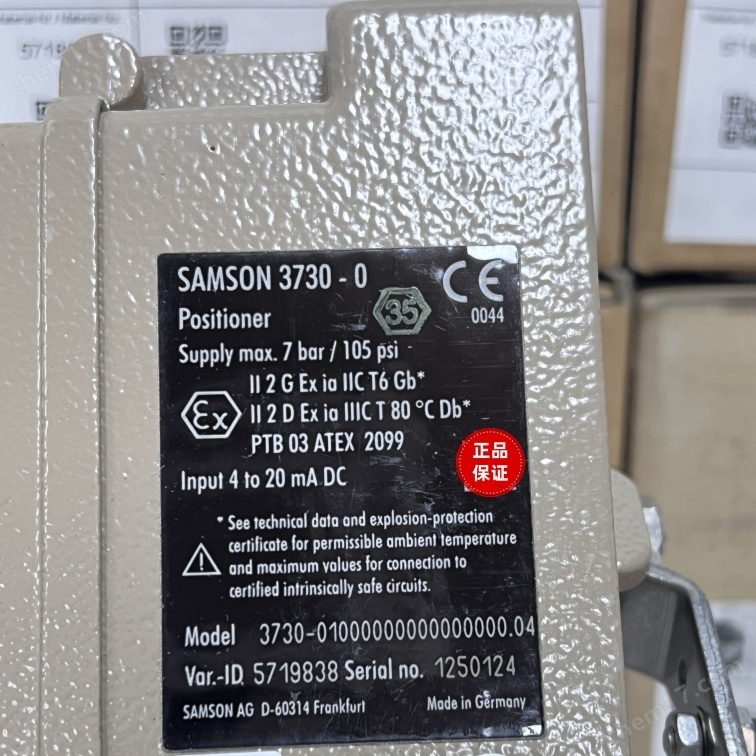 5718
SAMSON 3730 - 0
CE
Positioner
35
0044
Supply max. 7 bar / 105 psi
II 2 G Ex ia IIC T6 Gb*
Ex
II 2 D Ex ia IIIC T 80 °C Db*
PTB 03 ATEX 2099
正品
保证
Input 4 to 20 mA DC
* See technical data and explosion-protection
certificate for permissible ambient temperature
and maximum values for connection to
certified intrinsically safe circuits.
Model 3730-01000000000000000.04
Var.-ID. 5719838 Serial no. 1250124
SAMSON AG D-60314 Frankfurt Made in Germany